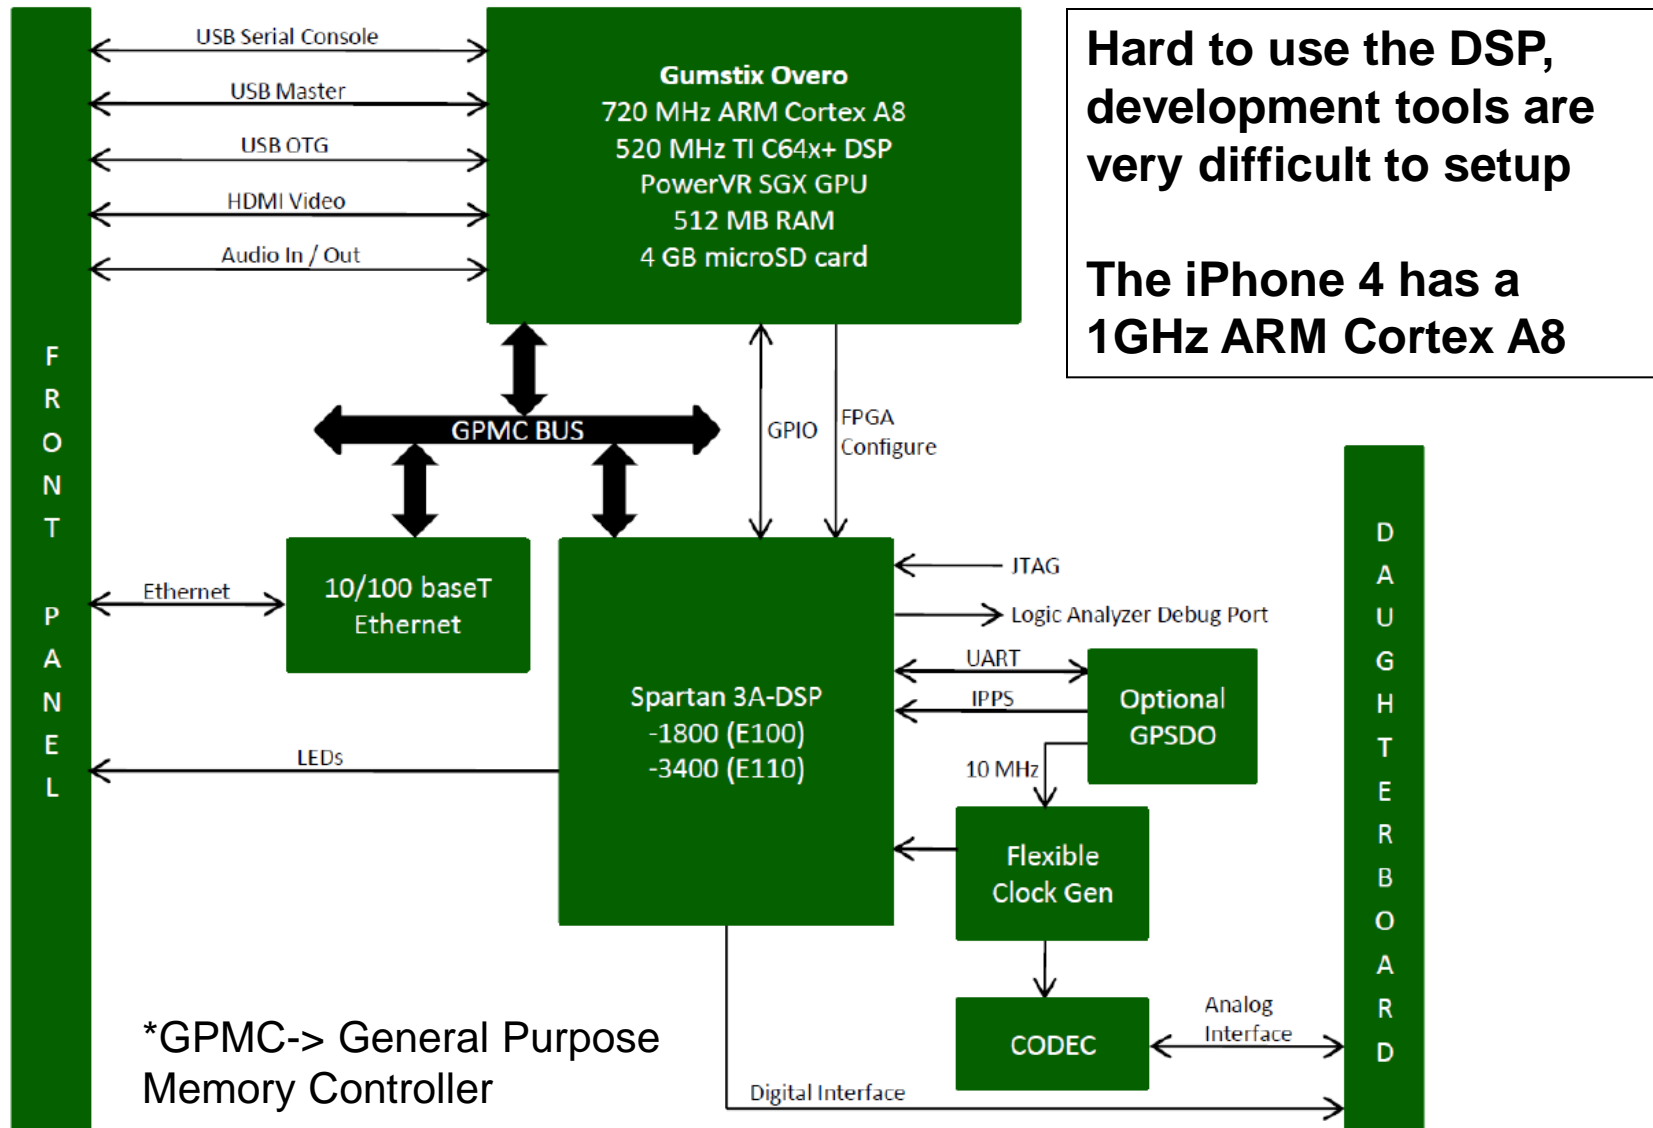 USB Serial Console
USB Master
USB OTG
HDMI Video
Audio In / Out
Gumstix Overo
720 MHz ARM Cortex A8
520 MHz TI C64x+ DSP
PowerVR SGX GPU
512 MB RAM
4 GB microSD card
Hard to use the DSP,
development tools are
very difficult to setup
The iPhone 4 has a
1GHz ARM Cortex A8
FRONT PANEL
GPMC BUS
GPIO
FPGA
Configure
Ethernet
10/100 baseT
Ethernet
LEDs
Spartan 3A-DSP
-1800 (E100)
-3400 (E110)
JTAG
Logic Analyzer Debug Port
UART
IPPS
Optional
GPSDO
10 MHz
Flexible
Clock Gen
CODEC
Analog
Interface
Digital Interface
DAUGHTERBOARD
*GPMC-> General Purpose
Memory Controller